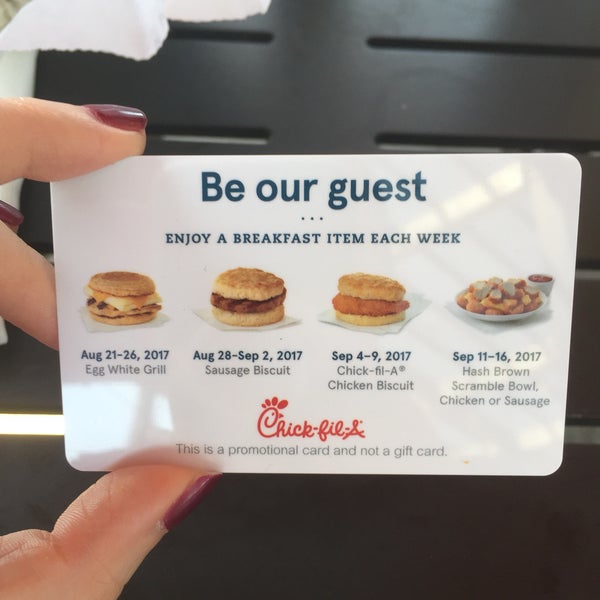 Be our guest
• • •
ENJOY A BREAKFAST ITEM EACH WEEK
Aug 21-26, 2017
Egg White Grill
Aug 28-Sep 2, 2017
Sausage Biscuit
Sep 4-9, 2017
Chick-fil-A®
Chicken Biscuit
Sep 11-16, 2017
Hash Brown
Scramble Bowl,
Chicken or Sausage
Chick-fil-A
This is a promotional card and not a gift card.